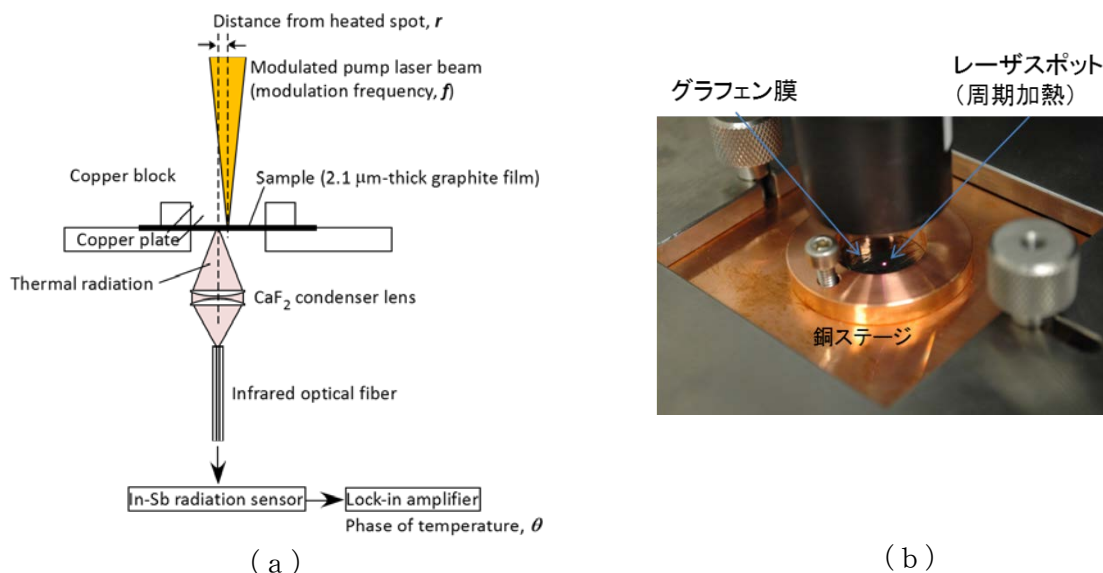 Distance from heated spot, r
Modulated pump laser beam
(modulation frequency, f)
Copper block
Sample (2.1 μm-thick graphite film)
Copper plate
Thermal radiation
CaF2 condenser lens
Infrared optical fiber
In-Sb radiation sensor
Lock-in amplifier
Phase of temperature, θ
(a)
グラフェン膜
レーザスポット
（周期加熱）
銅ステージ
(b)